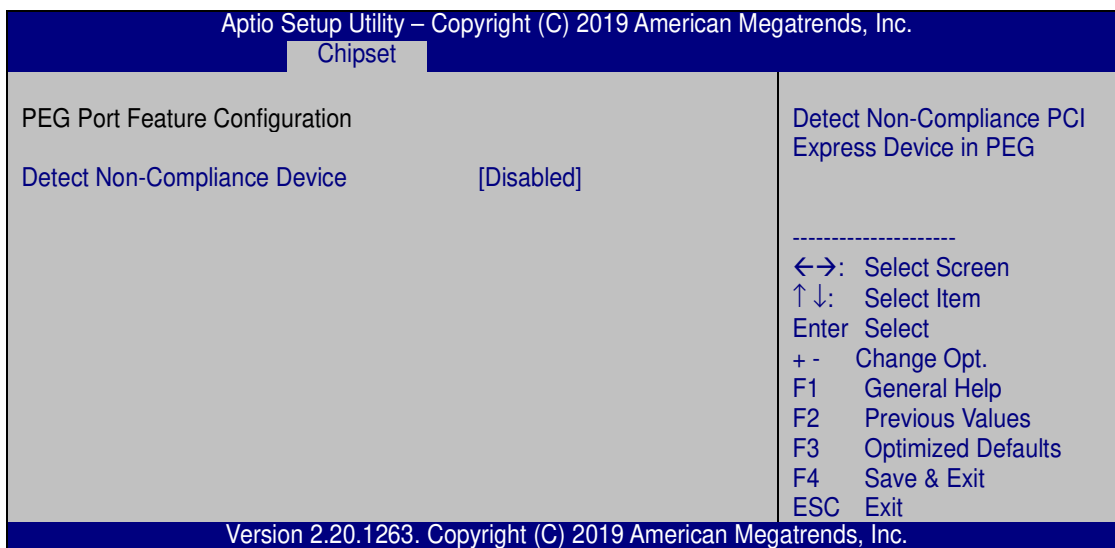 Aptio Setup Utility – Copyright (C) 2019 American Megatrends, Inc.
Chipset
PEG Port Feature Configuration
Detect Non-Compliance Device [Disabled]
Detect Non-Compliance PCI
Express Device in PEG
---------------------
←→: Select Screen
↑↓: Select Item
Enter Select
+ - Change Opt.
F1 General Help
F2 Previous Values
F3 Optimized Defaults
F4 Save & Exit
ESC Exit
Version 2.20.1263. Copyright (C) 2019 American Megatrends, Inc.